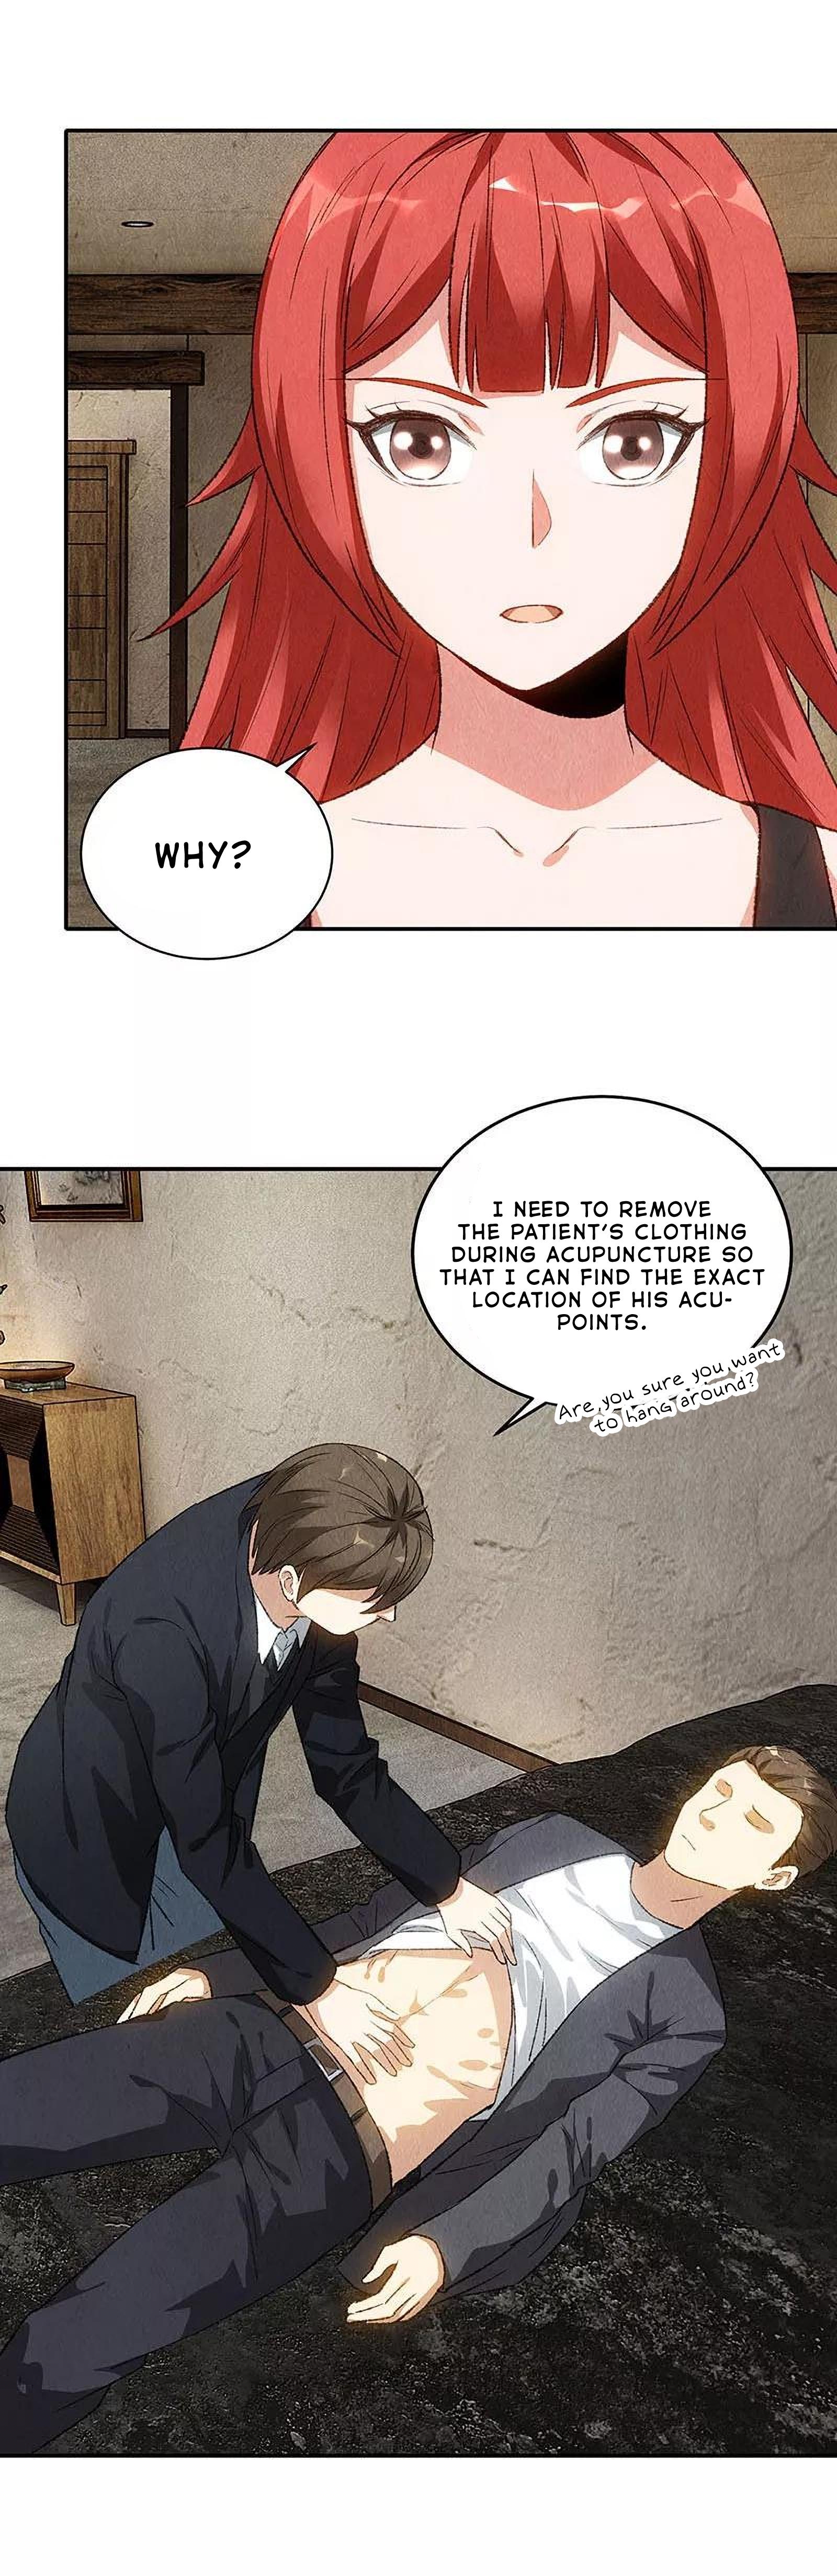 WHY?
I NEED TO REMOVE
THE PATIENT'S CLOTHING
DURING ACUPUNCTURE SO
THAT I CAN FIND THE EXACT
LOCATION OF HIS ACU-
POINTS.
Are you sure you want
to hang around?